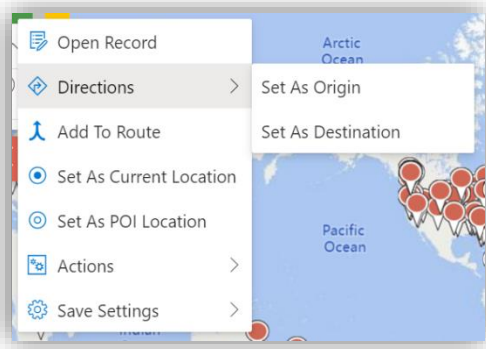 Open Record
Directions
Add To Route
Set As Current Location
Set As POI Location
Actions
Save Settings
Set As Origin
Set As Destination
Arctic
Ocean
Pacific
Ocean